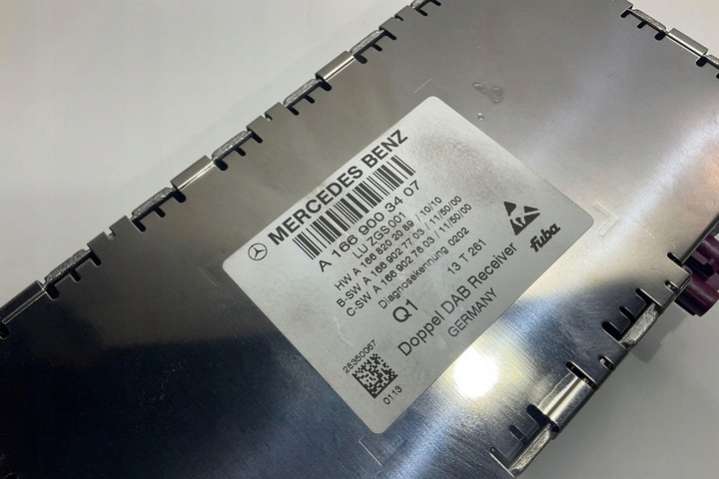 MERCEDES BENZ
A 166 900 34 07
LU ZGS 001
HW A 166 820 20 89 / 10/10
B-SW A 166 902 77 03 / 11/50/00
C-SW A 166 902 76 03 / 11/50/00
Diagnosekennung 0202
Q1 13 T 261
Doppel DAB Receiver
GERMANY
fuba
28350067
0113